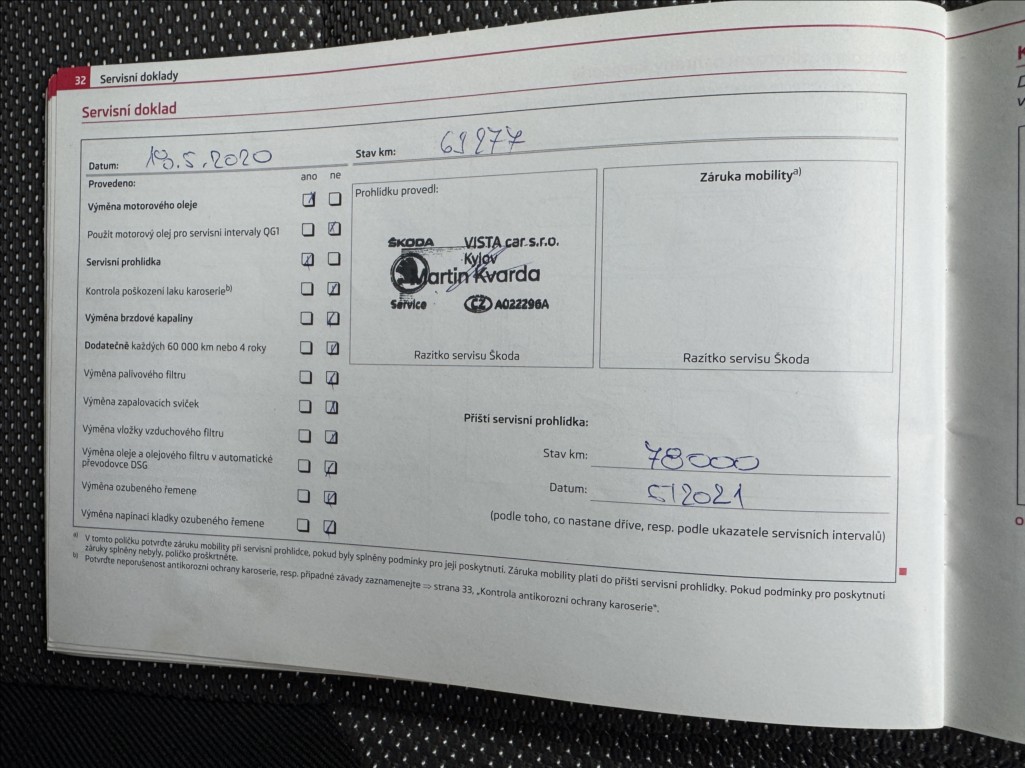 32 Servisní doklady
Servisní doklad
Datum: 18.5.2020 Stav km: 69277
Provedeno: ano ne
Výměna motorového oleje
Použit motorový olej pro servisní intervaly QG1
Servisní prohlídka
Kontrola poškození laku karoserie b)
Výměna brzdové kapaliny
Dodatečně každých 60 000 km nebo 4 roky
Výměna palivového filtru
Výměna zapalovacích svíček
Výměna vložky vzduchového filtru
Výměna oleje a olejového filtru v automatické
převodovce DSG
Výměna ozubeného řemene
Výměna napínací kladky ozubeného řemene
Prohlídku provedl:
ŠKODA VISTA car s.r.o.
Kyjov
Martin Kvarda
Service CZ A022296A
Razítko servisu Škoda
Záruka mobility a)
Razítko servisu Škoda
Příští servisní prohlídka:
Stav km: 78000
Datum: 5/2021
(podle toho, co nastane dříve, resp. podle ukazatele servisních intervalů)
a) V tomto políčku potvrďte záruku mobility při servisní prohlídce, pokud byly splněny podmínky pro její poskytnutí. Záruka mobility platí do příští servisní prohlídky. Pokud podmínky pro poskytnutí
záruky splněny nebyly, políčko proškrtněte.
b) Potvrďte neporušenost antikorozní ochrany karoserie, resp. případné závady zaznamenejte ⇒ strana 33, „Kontrola antikorozní ochrany karoserie“.